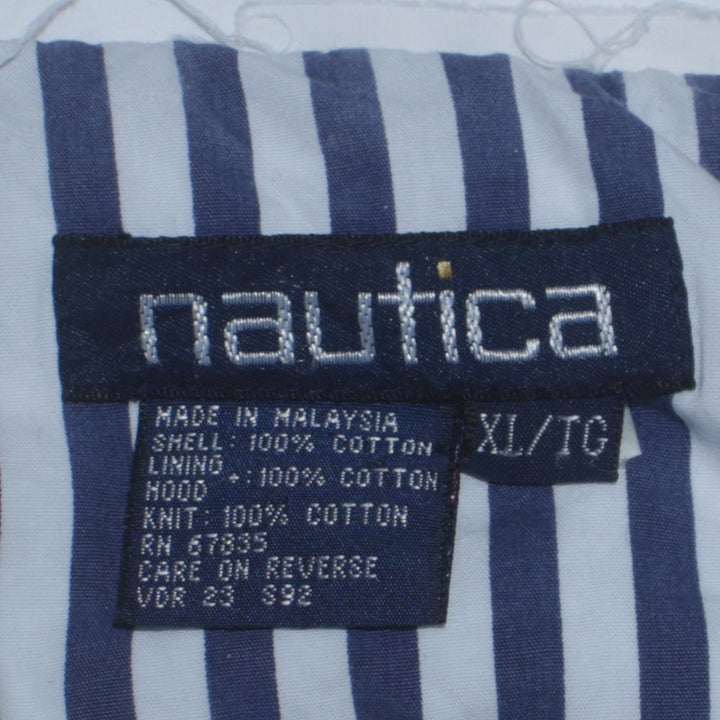 nautica
XL/TG
MADE IN MALAYSIA
SHELL: 100% COTTON
LINING
+: 100% COTTON
HOOD
KNIT: 100% COTTON
RN 67835
CARE ON REVERSE
VDR 23 S92